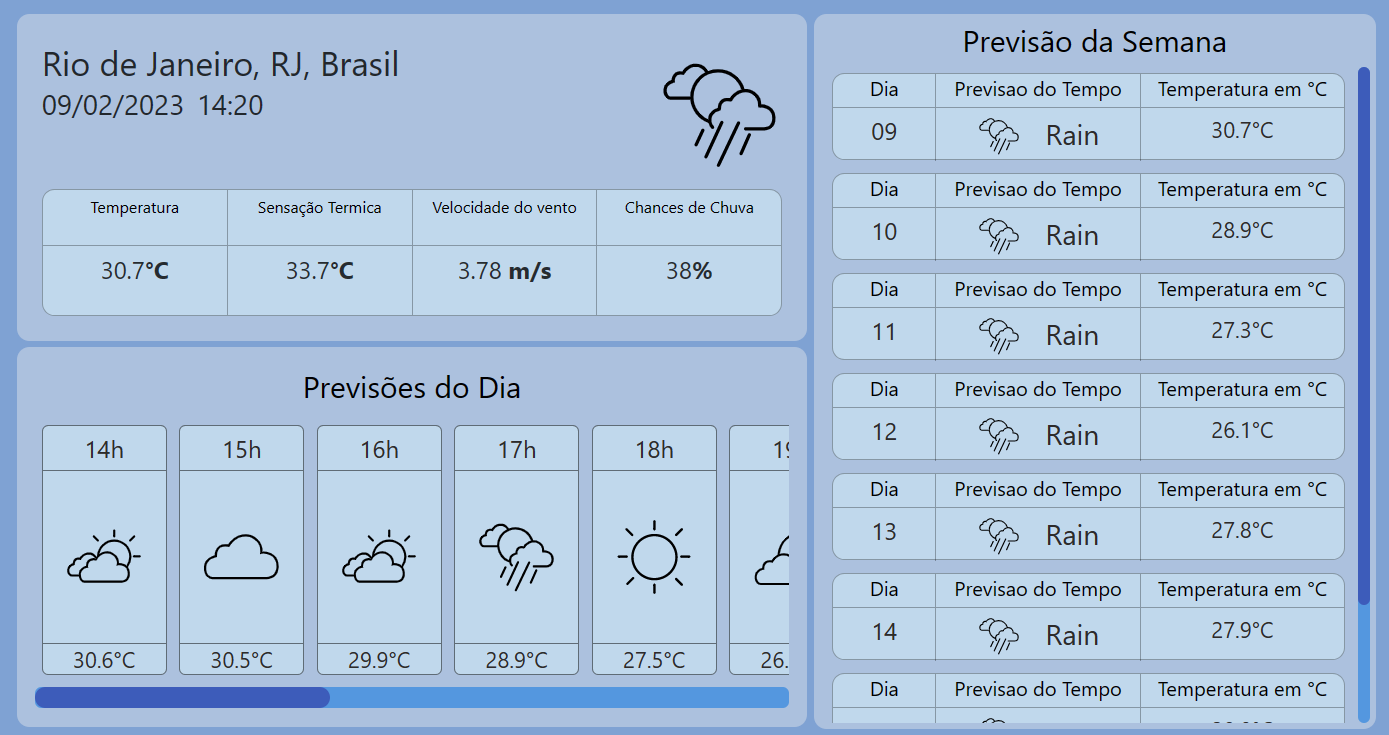 Rio de Janeiro, RJ, Brasil
09/02/2023 14:20
Temperatura Sensação Termica Velocidade do vento Chances de Chuva
30.7°C 33.7°C 3.78 m/s 38%
Previsões do Dia
14h 15h 16h 17h 18h
30.6°C 30.5°C 29.9°C 28.9°C 27.5°C 26.
Previsão da Semana
Dia Previsao do Tempo Temperatura em °C
09 Rain 30.7°C
Dia Previsao do Tempo Temperatura em °C
10 Rain 28.9°C
Dia Previsao do Tempo Temperatura em °C
11 Rain 27.3°C
Dia Previsao do Tempo Temperatura em °C
12 Rain 26.1°C
Dia Previsao do Tempo Temperatura em °C
13 Rain 27.8°C
Dia Previsao do Tempo Temperatura em °C
14 Rain 27.9°C
Dia Previsao do Tempo Temperatura em °C